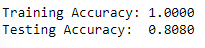 Training Accuracy: 1.0000
Testing Accuracy:  0.8080